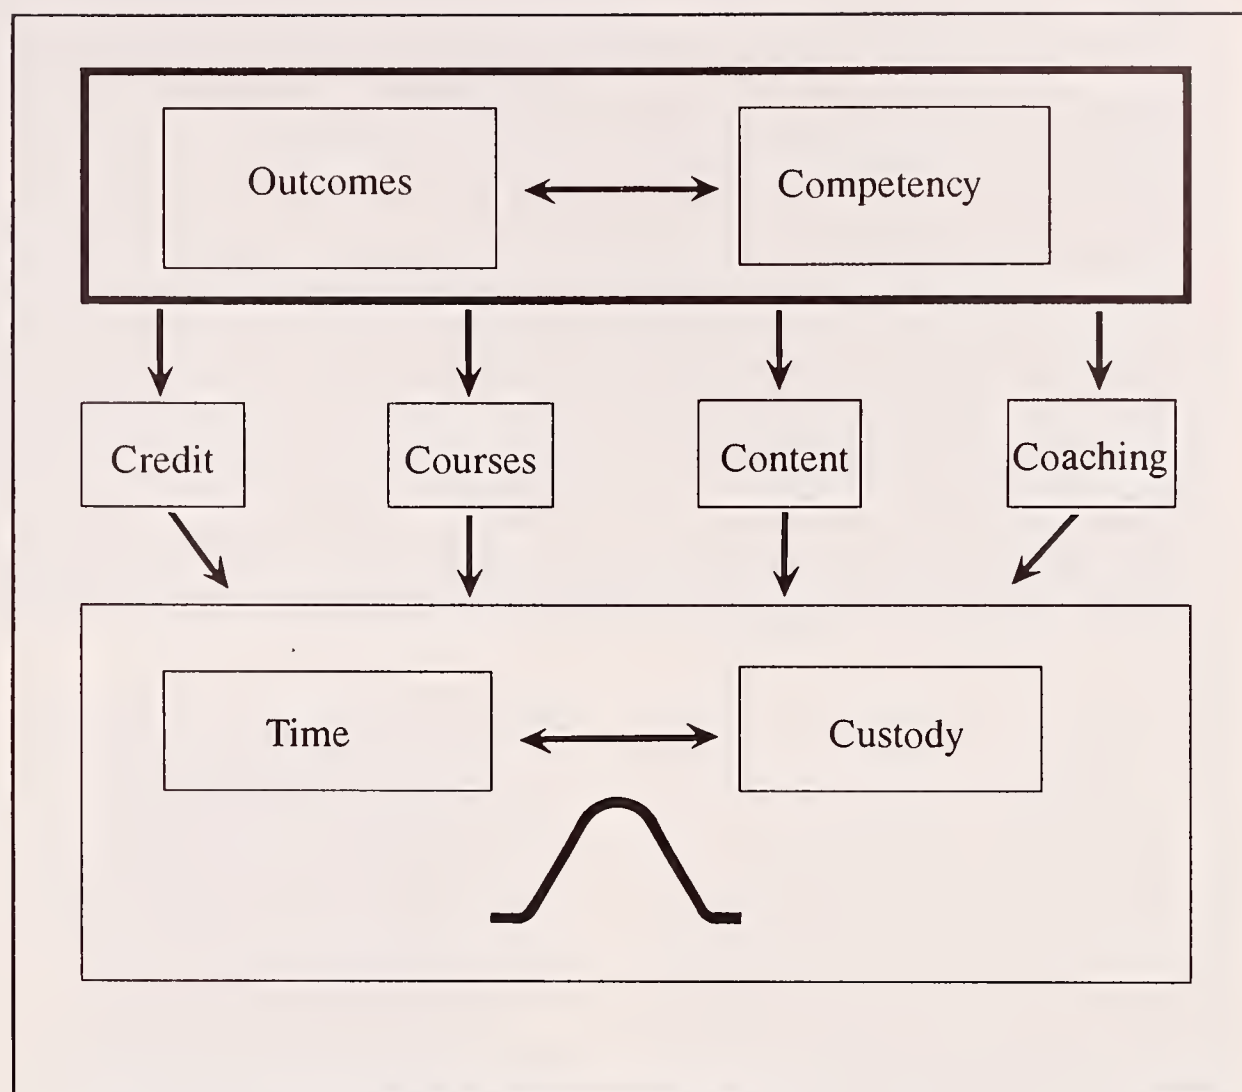 Outcomes
Competency
Credit
Courses
Content
Coaching
Time
Custody